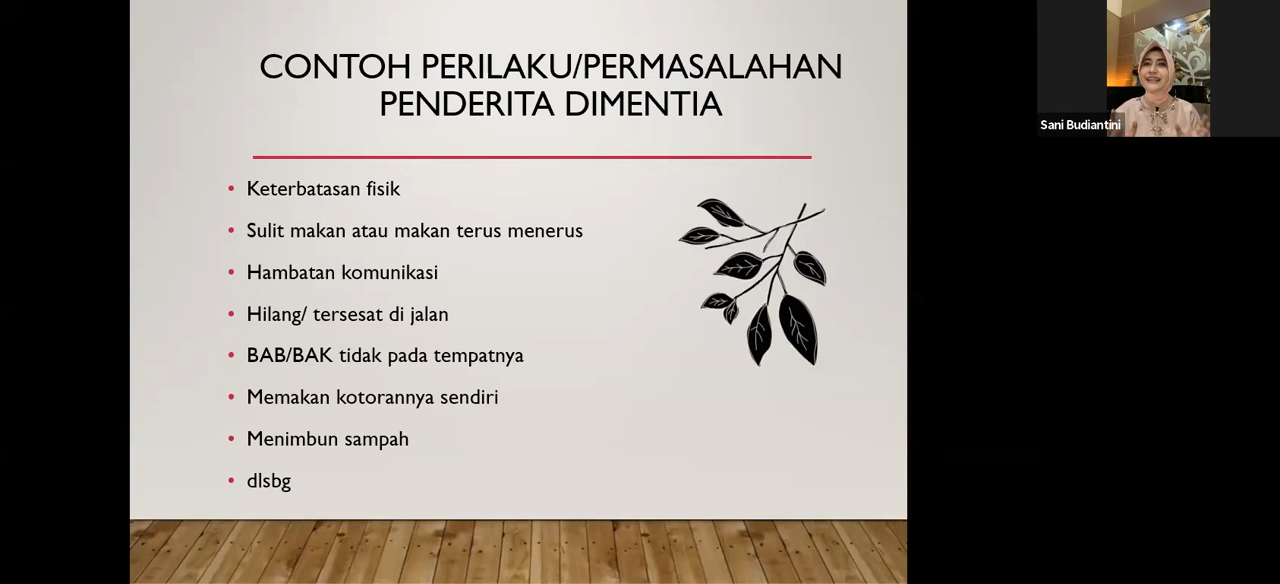 CONTOH PERILAKU/PERMASALAHAN
PENDERITA DIMENTIA
• Keterbatasan fisik
• Sulit makan atau makan terus menerus
• Hambatan komunikasi
• Hilang/ tersesat di jalan
• BAB/BAK tidak pada tempatnya
• Memakan kotorannya sendiri
• Menimbun sampah
• dlsbg
Sani Budiantini